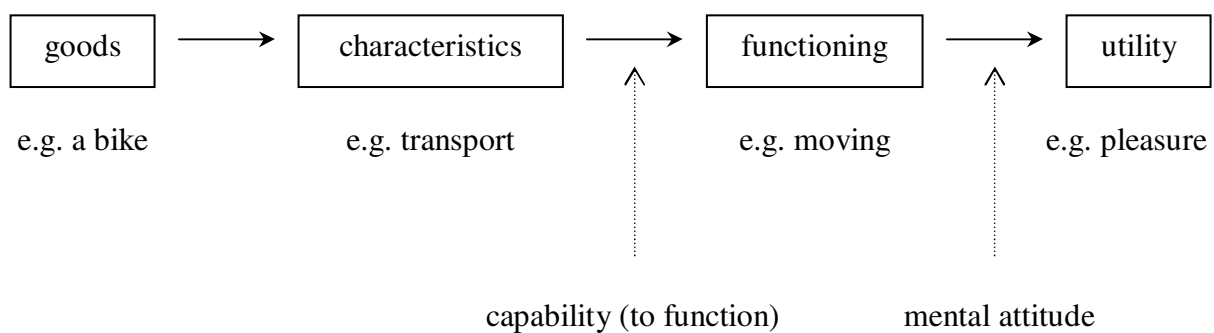 goods characteristics functioning utility
e.g. a bike e.g. transport e.g. moving e.g. pleasure
capability (to function) mental attitude